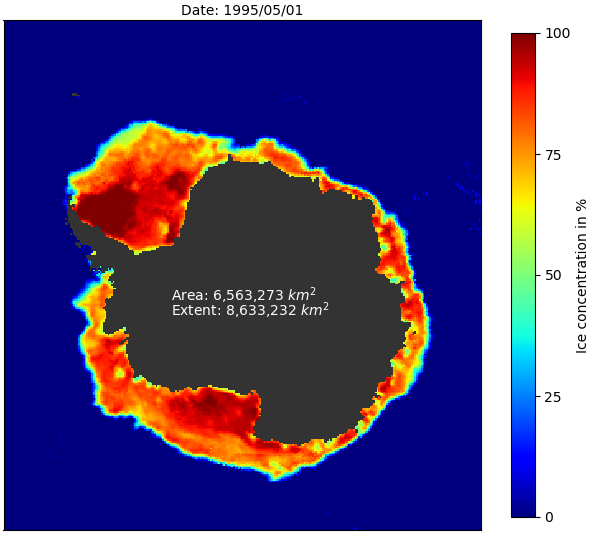 Date: 1995/05/01
100
75
50
25
0
Ice concentration in %
Area: 6,563,273 km²
Extent: 8,633,232 km²